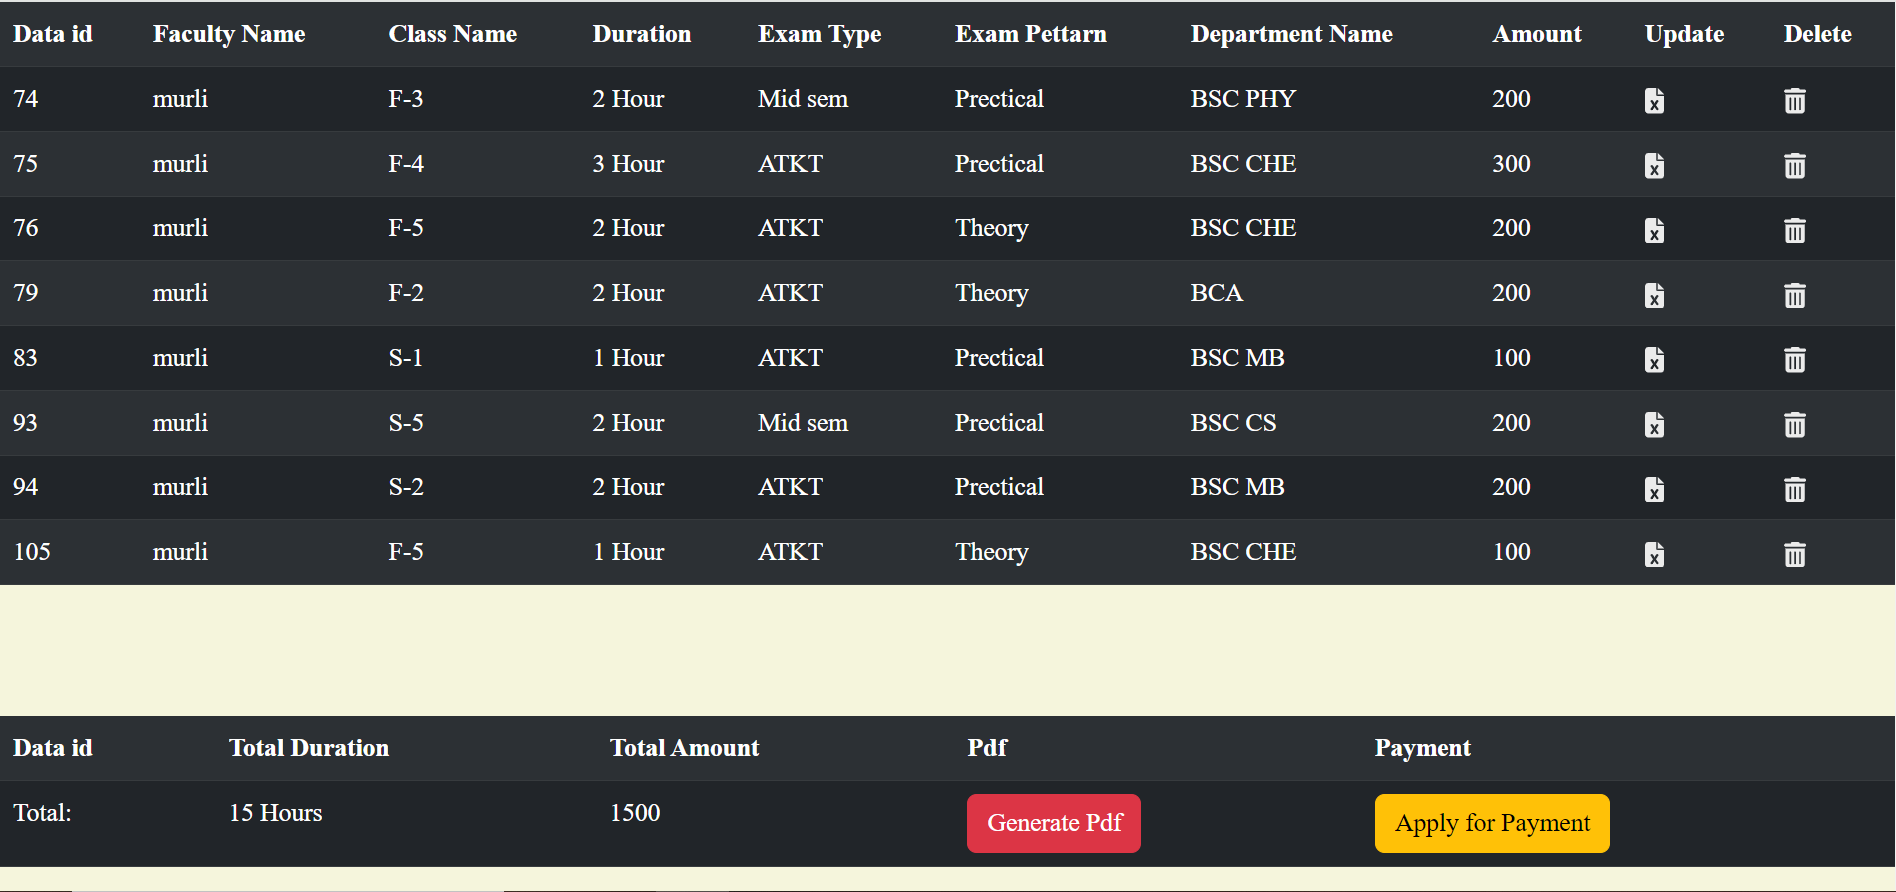 Data id Faculty Name Class Name Duration Exam Type Exam Pettarn Department Name Amount Update Delete
74 murli F-3 2 Hour Mid sem Prectical BSC PHY 200
75 murli F-4 3 Hour ATKT Prectical BSC CHE 300
76 murli F-5 2 Hour ATKT Theory BSC CHE 200
79 murli F-2 2 Hour ATKT Theory BCA 200
83 murli S-1 1 Hour ATKT Prectical BSC MB 100
93 murli S-5 2 Hour Mid sem Prectical BSC CS 200
94 murli S-2 2 Hour ATKT Prectical BSC MB 200
105 murli F-5 1 Hour ATKT Theory BSC CHE 100
Data id Total Duration Total Amount Pdf Payment
Total: 15 Hours 1500 Generate Pdf Apply for Payment